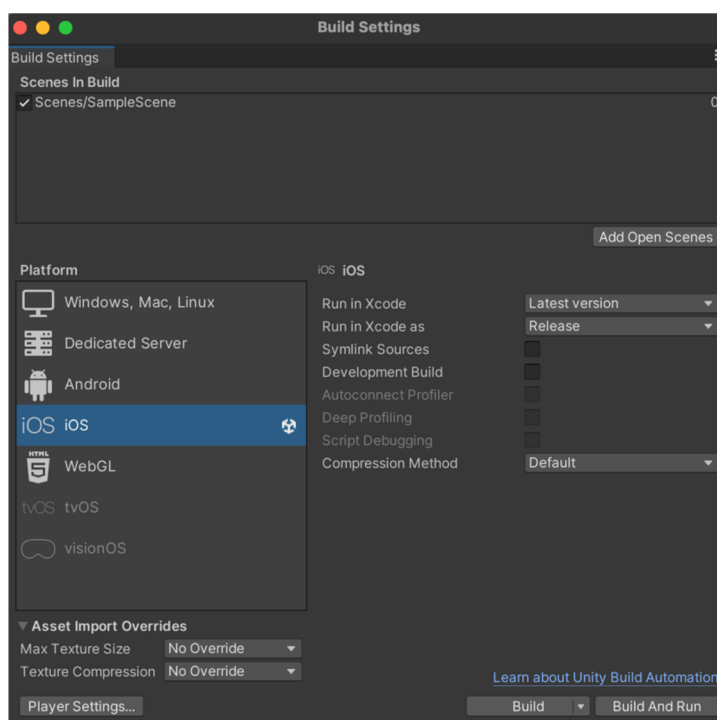 Build Settings
Build Settings
Scenes In Build
Scenes/SampleScene 0
Add Open Scenes
Platform
Windows, Mac, Linux
Dedicated Server
Android
iOS iOS
HTML 5 WebGL
tvOS tvOS
visionOS
iOS iOS
Run in Xcode Latest version
Run in Xcode as Release
Symlink Sources
Development Build
Autoconnect Profiler
Deep Profiling
Script Debugging
Compression Method Default
Asset Import Overrides
Max Texture Size No Override
Texture Compression No Override
Learn about Unity Build Automation
Player Settings... Build Build And Run